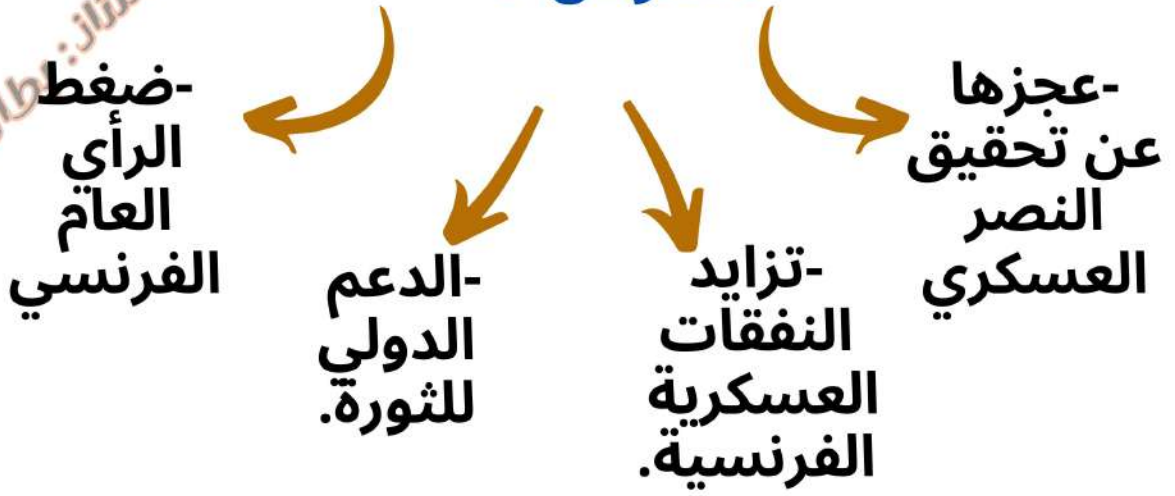 -عجزها
عن تحقيق
النصر
العسكري
-تزايد
النفقات
العسكرية
الفرنسية.
-الدعم
الدولي
للثورة.
-ضغط
الرأي
العام
الفرنسي